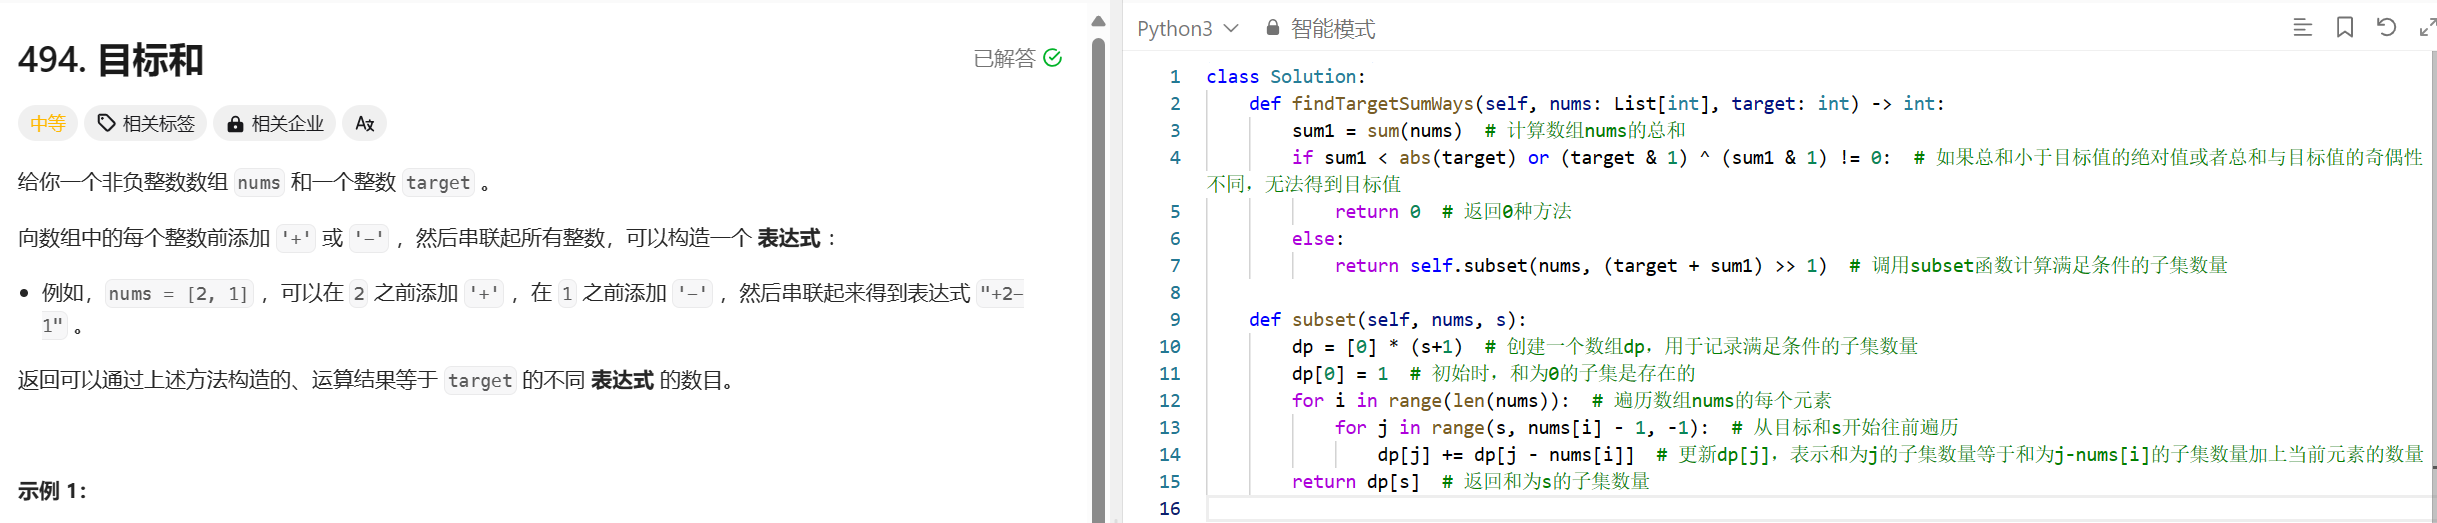 494. 目标和
已解答
中等 相关标签 相关企业
给你一个非负整数数组 nums 和一个整数 target 。
向数组中的每个整数前添加 '+' 或 '-' ，然后串联起所有整数，可以构造一个 表达式 ：
例如，nums = [2, 1] ，可以在 2 之前添加 '+' ，在 1 之前添加 '-' ，然后串联起来得到表达式 "+2-
1" 。
返回可以通过上述方法构造的、运算结果等于 target 的不同 表达式 的数目。
示例 1：
Python3 智能模式
1 class Solution:
2     def findTargetSumWays(self, nums: List[int], target: int) -> int:
3         sum1 = sum(nums)  # 计算数组nums的总和
4         if sum1 < abs(target) or (target & 1) ^ (sum1 & 1) != 0:  # 如果总和小于目标值的绝对值或者总和与目标值的奇偶性
不同，无法得到目标值
5             return 0  # 返回0种方法
6         else:
7             return self.subset(nums, (target + sum1) >> 1)  # 调用subset函数计算满足条件的子集数量
8
9     def subset(self, nums, s):
10         dp = [0] * (s+1)  # 创建一个数组dp，用于记录满足条件的子集数量
11         dp[0] = 1  # 初始时，和为0的子集是存在的
12         for i in range(len(nums)):  # 遍历数组nums的每个元素
13             for j in range(s, nums[i] - 1, -1):  # 从目标和s开始往前遍历
14                 dp[j] += dp[j - nums[i]]  # 更新dp[j]，表示和为j的子集数量等于和为j-nums[i]的子集数量加上当前元素的数量
15         return dp[s]  # 返回和为s的子集数量
16